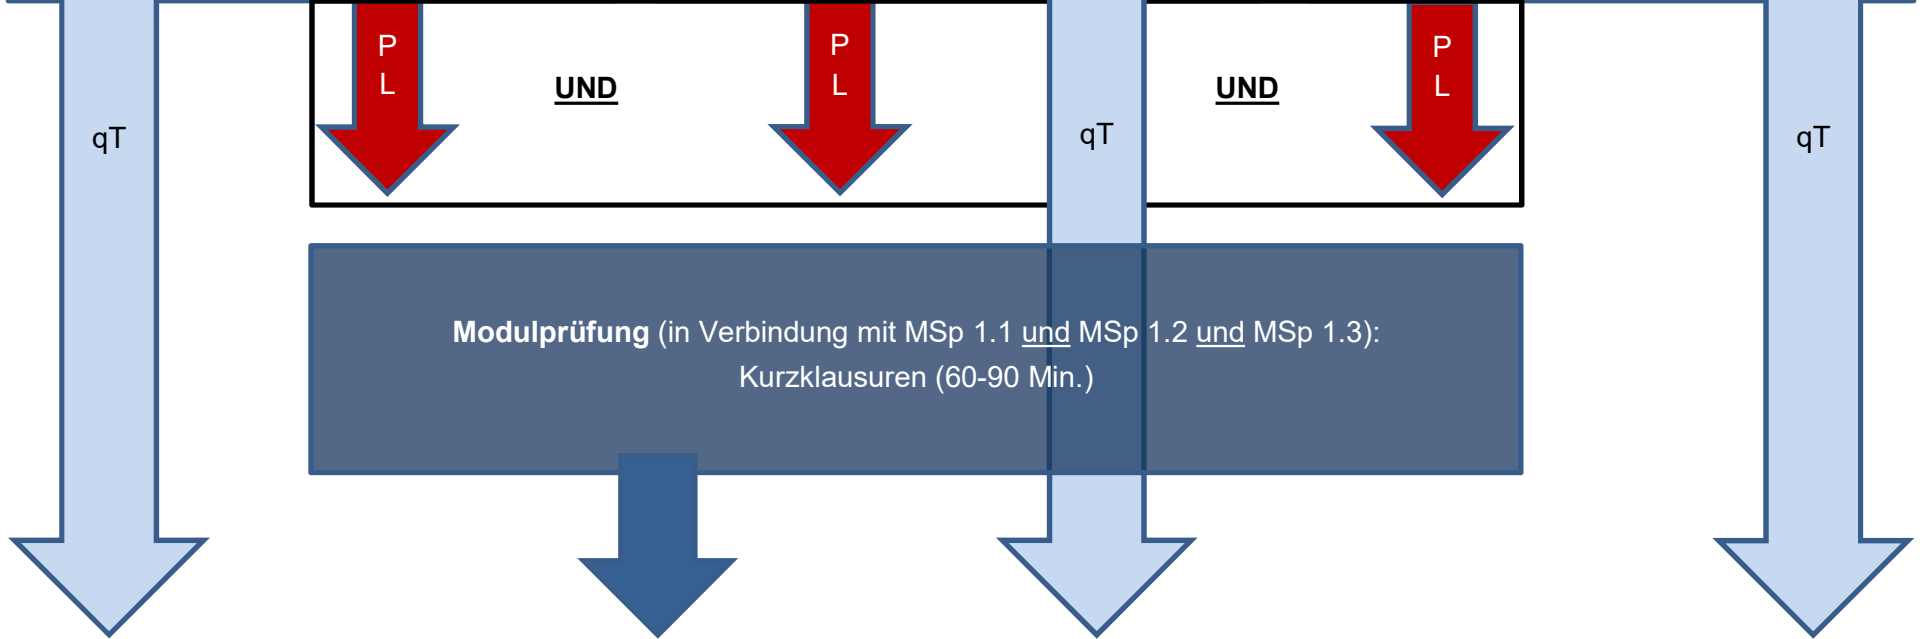 P
L
UND
P
L
UND
P
L
qT
qT
qT
Modulprüfung (in Verbindung mit MSp 1.1 und MSp 1.2 und MSp 1.3):
Kurzklausuren (60-90 Min.)